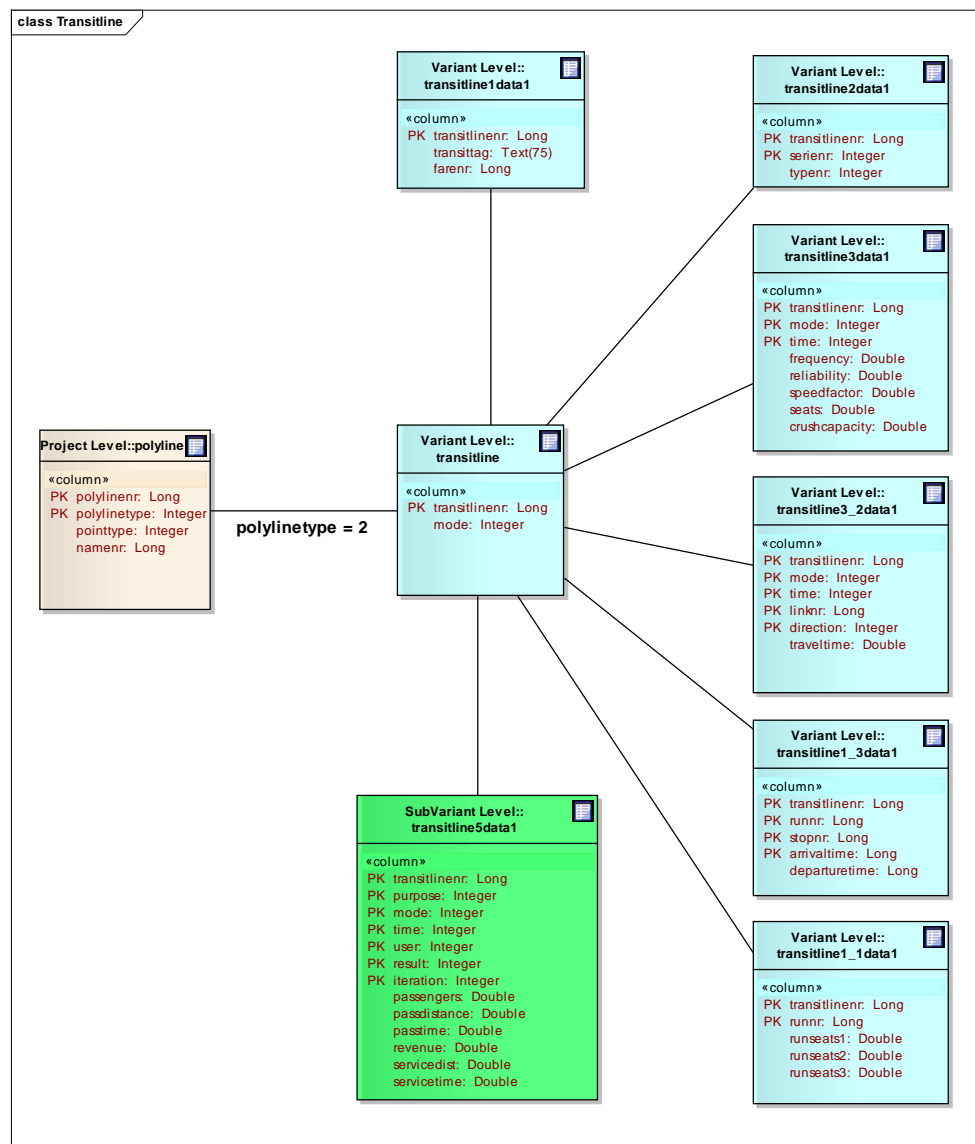 class Transitline
Variant Level::
transitline1data1
«column»
PK transitlinenr: Long
transittag: Text(75)
farenr: Long
Variant Level::
transitline2data1
«column»
PK transitlinenr: Long
PK serienr: Integer
typenr: Integer
Variant Level::
transitline3data1
«column»
PK transitlinenr: Long
PK mode: Integer
PK time: Integer
frequency: Double
reliability: Double
speedfactor: Double
seats: Double
crushcapacity: Double
Project Level::polyline
«column»
PK polylinenr: Long
PK polylinetype: Integer
pointtype: Integer
namenr: Long
polylinetype = 2
Variant Level::
transitline
«column»
PK transitlinenr: Long
mode: Integer
Variant Level::
transitline3_2data1
«column»
PK transitlinenr: Long
PK mode: Integer
PK time: Integer
PK linknr: Long
PK direction: Integer
traveltime: Double
Variant Level::
transitline1_3data1
«column»
PK transitlinenr: Long
PK runnr: Long
PK stopnr: Long
PK arrivaltime: Long
departuretime: Long
SubVariant Level::
transitline5data1
«column»
PK transitlinenr: Long
PK purpose: Integer
PK mode: Integer
PK time: Integer
PK user: Integer
PK result: Integer
PK iteration: Integer
passengers: Double
passdistance: Double
passtime: Double
revenue: Double
servicedist: Double
servicetime: Double
Variant Level::
transitline1_1data1
«column»
PK transitlinenr: Long
PK runnr: Long
runseats1: Double
runseats2: Double
runseats3: Double